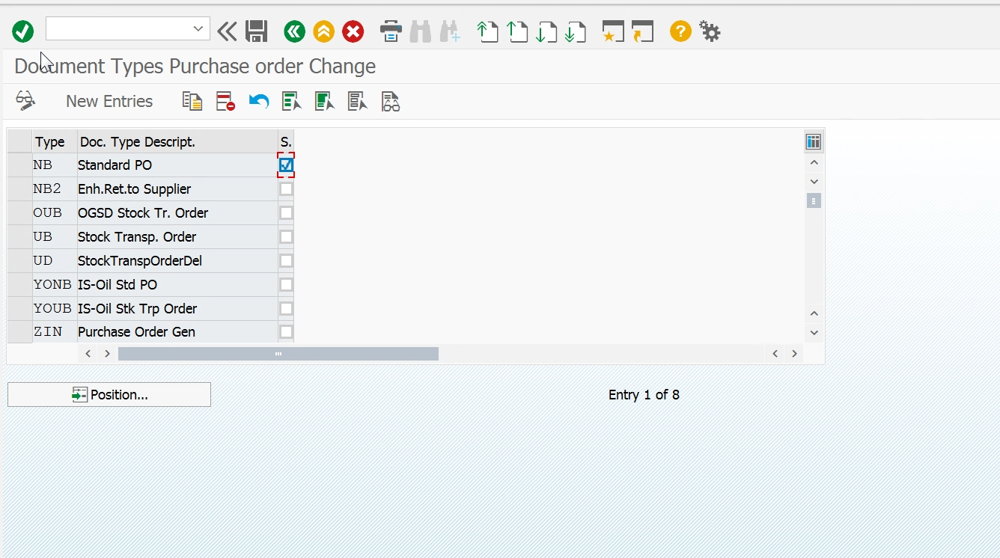 Document Types Purchase order Change
New Entries
Type Doc. Type Descript. S.
NB Standard PO
NB2 Enh.Ret.to Supplier
OUB OGSD Stock Tr. Order
UB Stock Transp. Order
UD StockTranspOrderDel
YONB IS-Oil Std PO
YOUB IS-Oil Stk Trp Order
ZIN Purchase Order Gen
Position... Entry 1 of 8